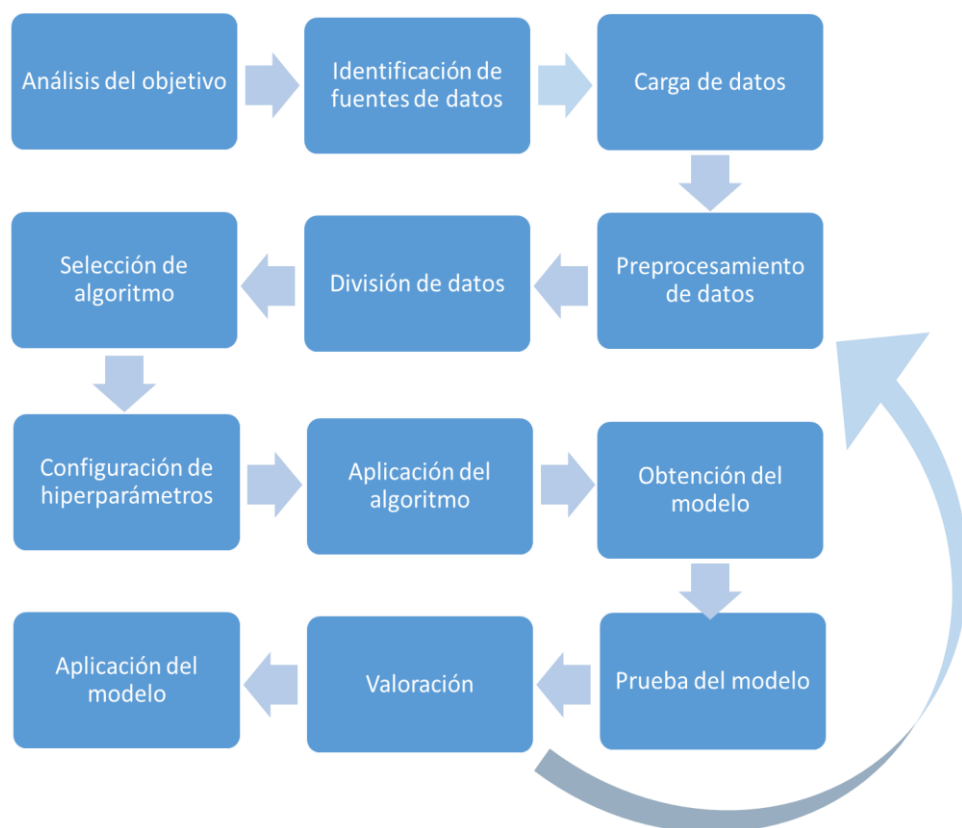 Análisis del objetivo
Identificación de
fuentes de datos
Carga de datos
Preprocesamiento
de datos
División de datos
Selección de
algoritmo
Configuración de
hiperparámetros
Aplicación del
algoritmo
Obtención del
modelo
Prueba del modelo
Valoración
Aplicación del
modelo